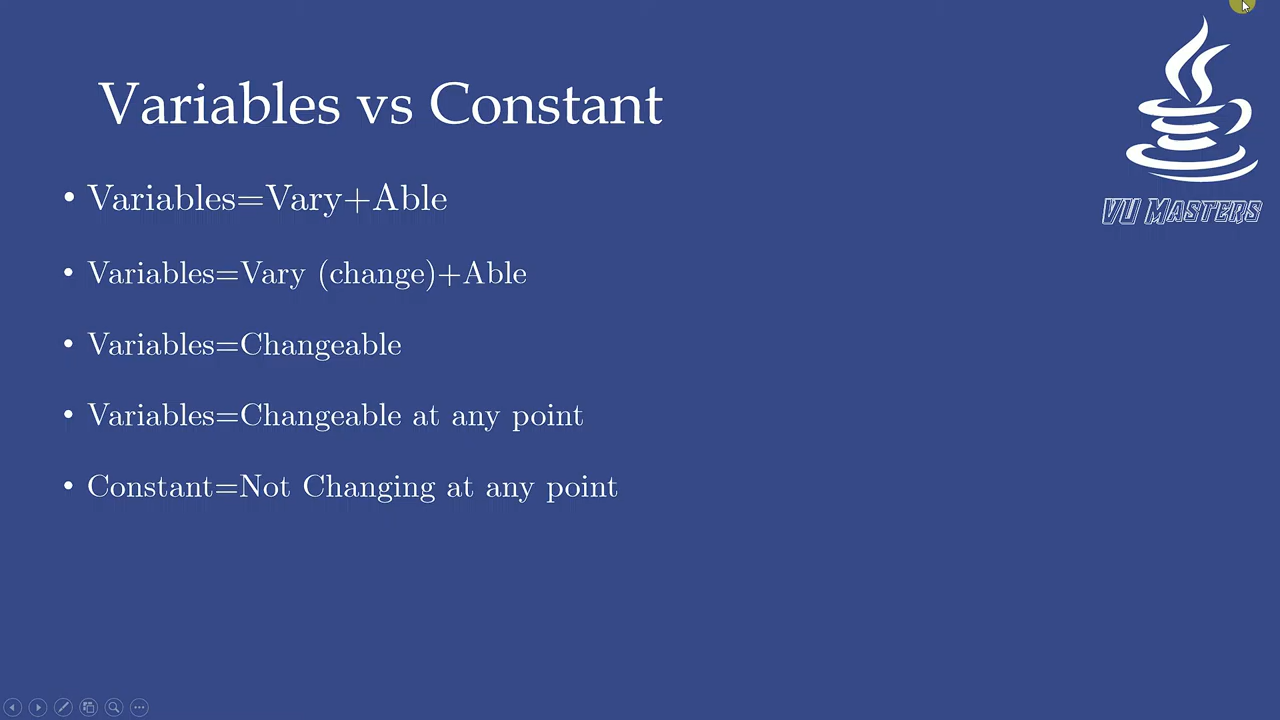 Variables vs Constant
• Variables=Vary+Able
• Variables=Vary (change)+Able
• Variables=Changeable
• Variables=Changeable at any point
• Constant=Not Changing at any point
VU Masters